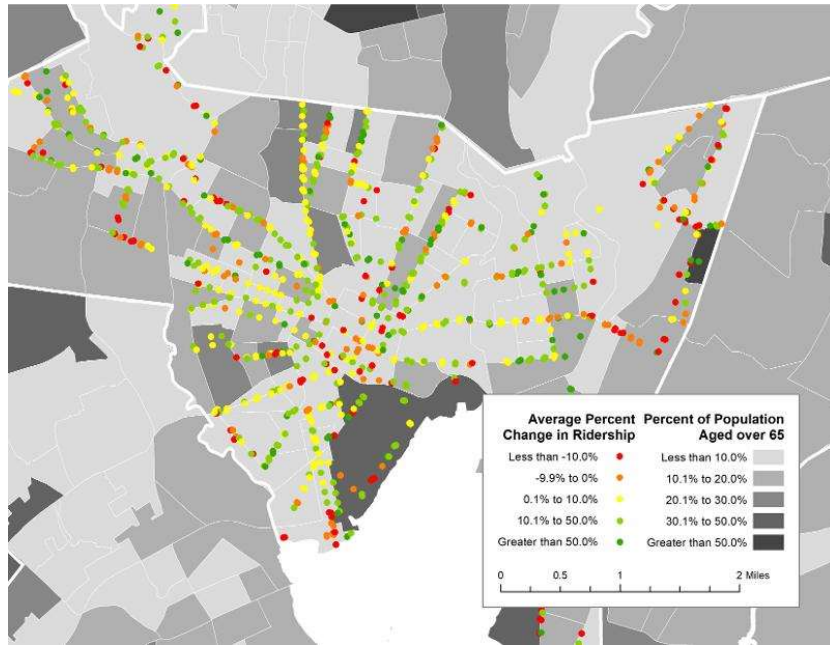 Average Percent Change in Ridership
Less than -10.0%
-9.9% to 0%
0.1% to 10.0%
10.1% to 50.0%
Greater than 50.0%
Percent of Population Aged over 65
Less than 10.0%
10.1% to 20.0%
20.1% to 30.0%
30.1% to 50.0%
Greater than 50.0%
0 0.5 1 2 Miles